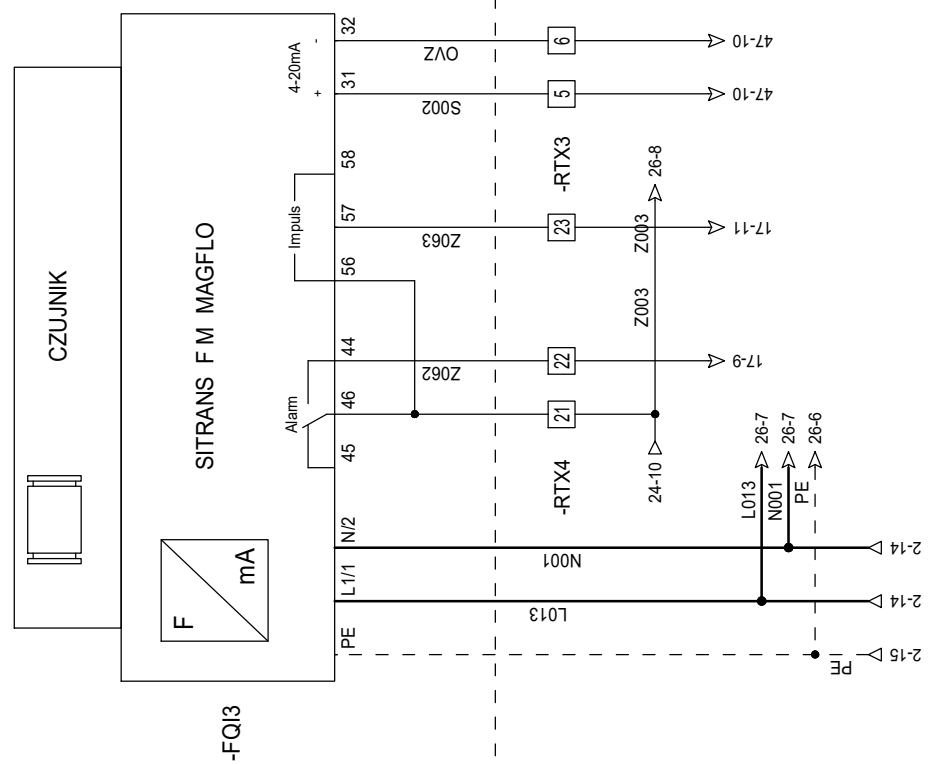 CZUJNIK
-FQI3
SITRANS F M MAGFLO
F
mA
Alarm
Impuls
4-20mA
+
-
PE
L1/1
N/2
45
46
44
56
57
58
31
32
L013
N001
Z062
Z063
S002
OVZ
-RTX4
21
22
23
-RTX3
5
6
24-10
Z003
Z003
26-8
17-9
17-11
47-10
47-10
L013
26-7
N001
26-7
PE
26-6
PE
2-15
2-14
2-14